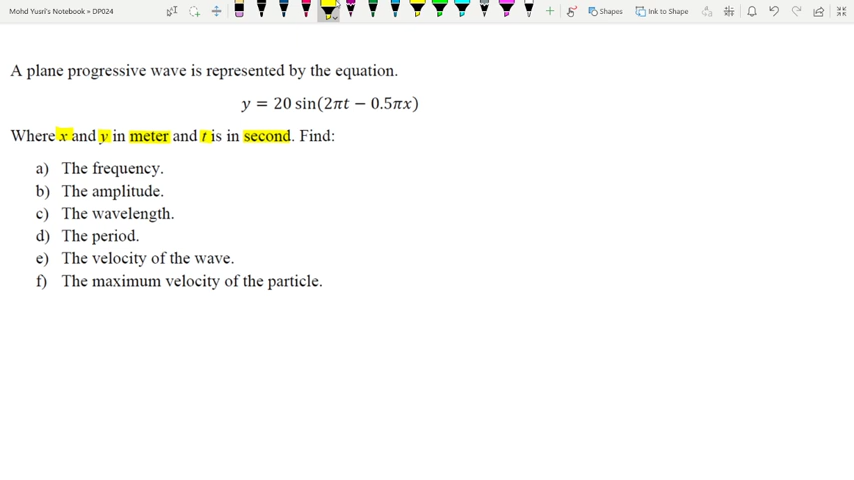 Mohd Yusri's Notebook » DP024
Shapes
Ink to Shape
A plane progressive wave is represented by the equation.
y = 20 sin(2πt − 0.5πx)
Where x and y in meter and t is in second. Find:
a) The frequency.
b) The amplitude.
c) The wavelength.
d) The period.
e) The velocity of the wave.
f) The maximum velocity of the particle.